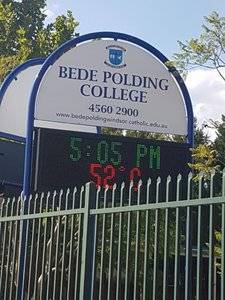 BEDE POLDING
COLLEGE
4560 2900
www.bedepoldingwindsor.catholic.edu.au
5:05 PM
52°C